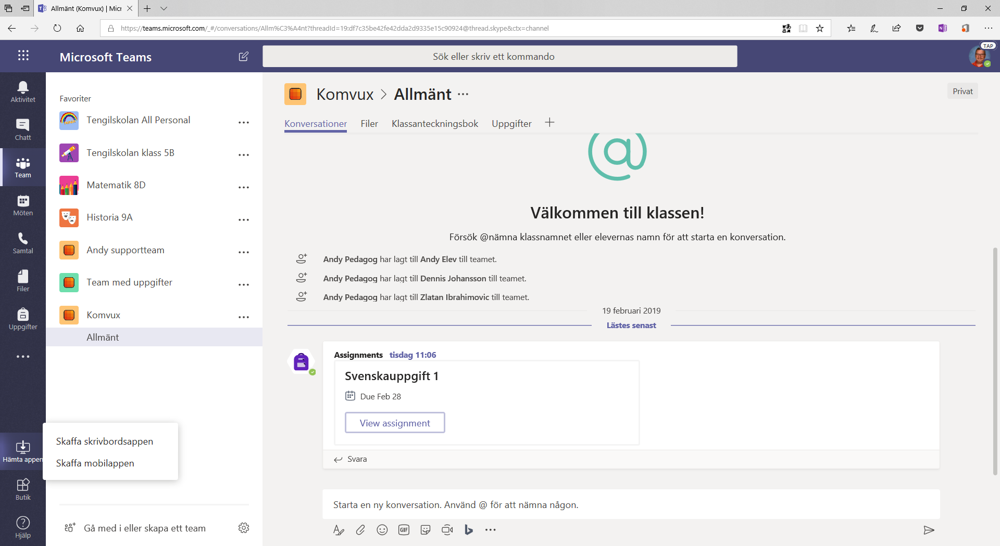 Allmänt (Komvux) | Micr
https://teams.microsoft.com/_#/conversations/Allm%C3%A4nt?threadId=19:df7c35be42fe42dda2d9335e15c90924@thread.skype&ctx=channel
Microsoft Teams
Sök eller skriv ett kommando
TAP
Aktivitet
Chatt
Team
Möten
Samtal
Filer
Uppgifter
Hämta appen
Butik
Hjälp
Favoriter
Tengilskolan All Personal
Tengilskolan klass 5B
Matematik 8D
Historia 9A
Andy supportteam
Team med uppgifter
Komvux
Allmänt
Skaffa skrivbordsappen
Skaffa mobilappen
Gå med i eller skapa ett team
Komvux > Allmänt ...
Privat
Konversationer Filer Klassanteckningsbok Uppgifter
@
Välkommen till klassen!
Försök @nämna klassnamnet eller elevernas namn för att starta en konversation.
Andy Pedagog har lagt till Andy Elev till teamet.
Andy Pedagog har lagt till Dennis Johansson till teamet.
Andy Pedagog har lagt till Zlatan Ibrahimovic till teamet.
19 februari 2019
Lästes senast
Assignments tisdag 11:06
Svenskauppgift 1
Due Feb 28
View assignment
Svara
Starta en ny konversation. Använd @ för att nämna någon.
GIF